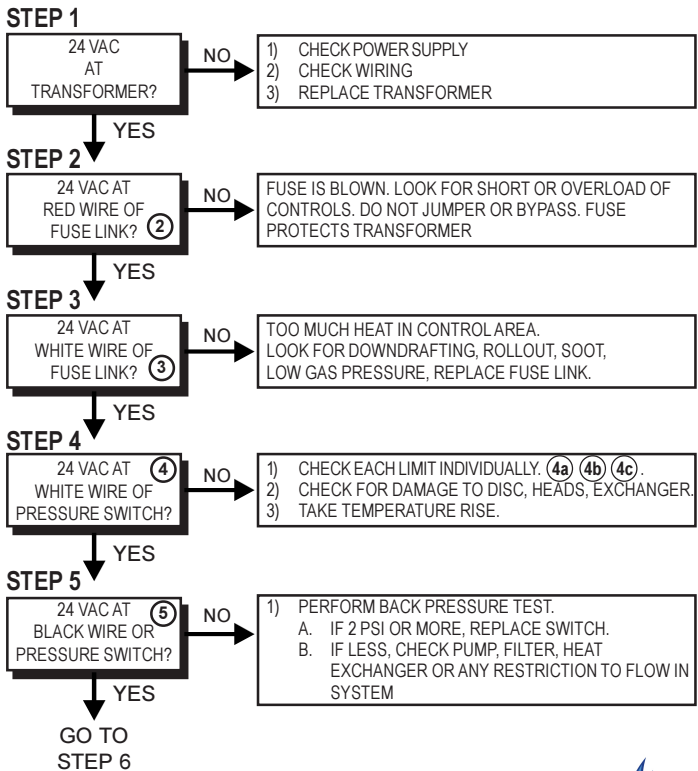 STEP 1
24 VAC
AT
TRANSFORMER?
NO
1) CHECK POWER SUPPLY
2) CHECK WIRING
3) REPLACE TRANSFORMER
YES
STEP 2
24 VAC AT
RED WIRE OF
FUSE LINK? 2
NO
FUSE IS BLOWN. LOOK FOR SHORT OR OVERLOAD OF
CONTROLS. DO NOT JUMPER OR BYPASS. FUSE
PROTECTS TRANSFORMER
YES
STEP 3
24 VAC AT
WHITE WIRE OF
FUSE LINK? 3
NO
TOO MUCH HEAT IN CONTROL AREA.
LOOK FOR DOWNDRAFTING, ROLLOUT, SOOT,
LOW GAS PRESSURE, REPLACE FUSE LINK.
YES
STEP 4
24 VAC AT 4
WHITE WIRE OF
PRESSURE SWITCH?
NO
1) CHECK EACH LIMIT INDIVIDUALLY. 4a 4b 4c .
2) CHECK FOR DAMAGE TO DISC, HEADS, EXCHANGER.
3) TAKE TEMPERATURE RISE.
YES
STEP 5
24 VAC AT 5
BLACK WIRE OR
PRESSURE SWITCH?
NO
1) PERFORM BACK PRESSURE TEST.
A. IF 2 PSI OR MORE, REPLACE SWITCH.
B. IF LESS, CHECK PUMP, FILTER, HEAT
EXCHANGER OR ANY RESTRICTION TO FLOW IN
SYSTEM
YES
GO TO
STEP 6